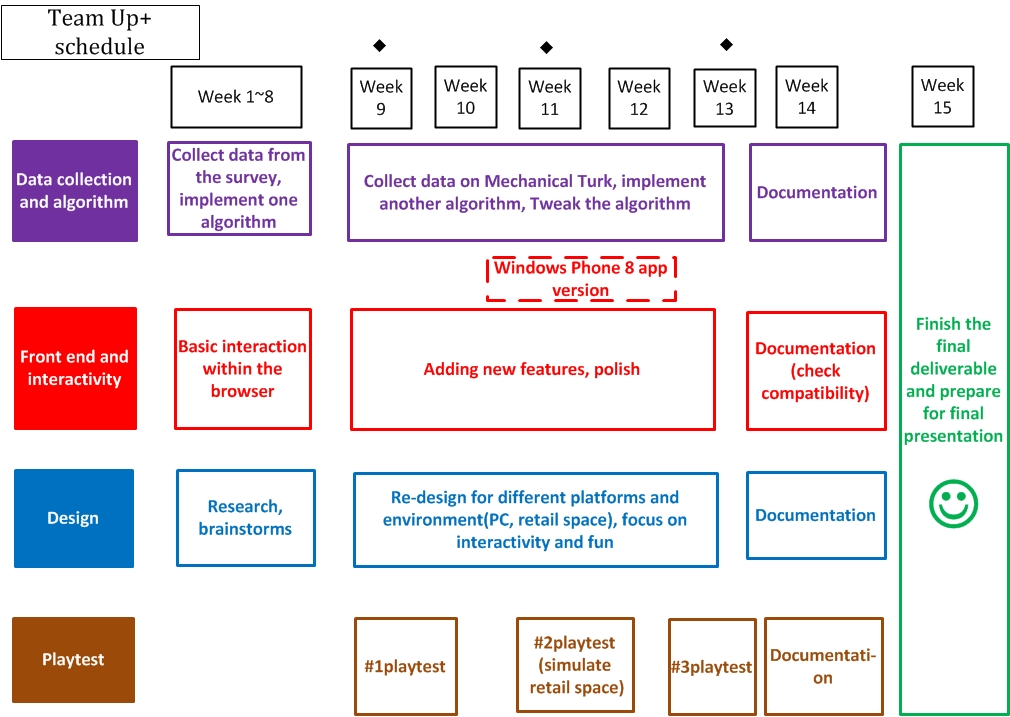 Team Up+
schedule
Week 1~8
Week
9
Week
10
Week
11
Week
12
Week
13
Week
14
Week
15
Data collection
and algorithm
Collect data from
the survey,
implement one
algorithm
Collect data on Mechanical Turk, implement
another algorithm, Tweak the algorithm
Documentation
Windows Phone 8 app
version
Front end and
interactivity
Basic interaction
within the
browser
Adding new features, polish
Documentation
(check
compatibility)
Finish the
final
deliverable
and prepare
for final
presentation
Design
Research,
brainstorms
Re-design for different platforms and
environment(PC, retail space), focus on
interactivity and fun
Documentation
Playtest
#1playtest
#2playtest
(simulate
retail space)
#3playtest
Documentati-
on